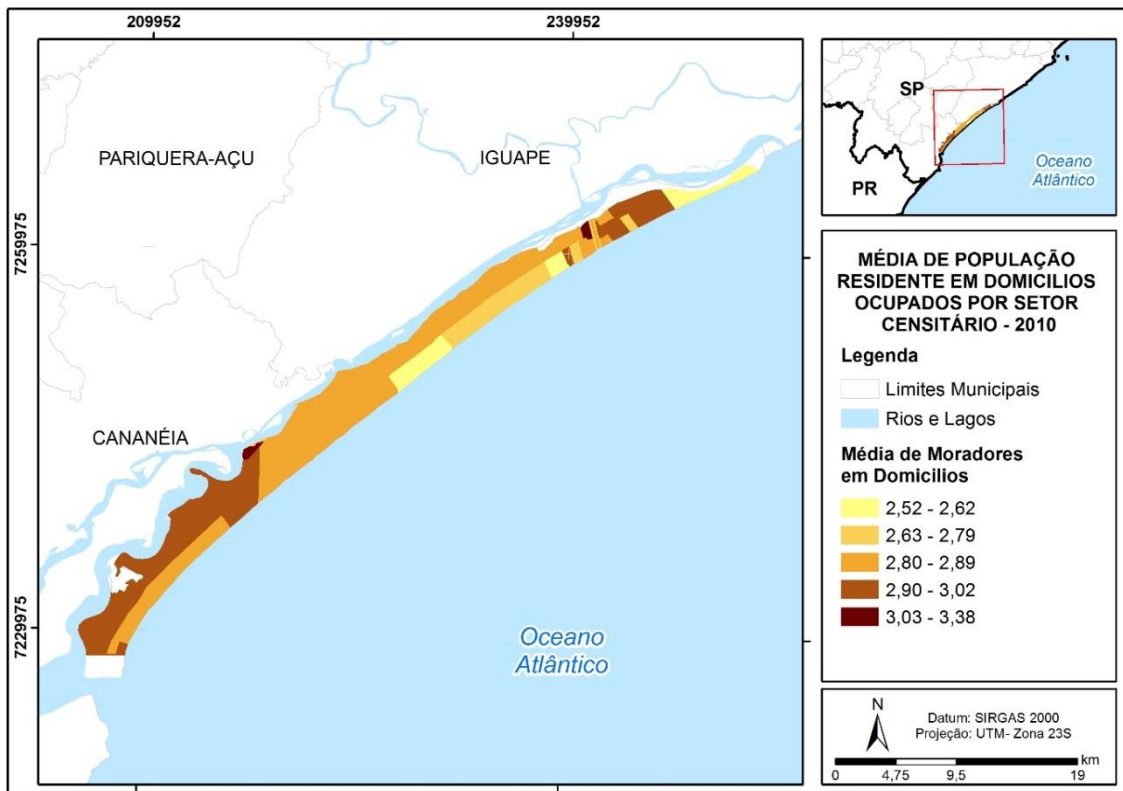 209952
239952
7259975
7229975
PARIQUERA-AÇU
IGUAPE
CANANÉIA
Oceano
Atlântico
SP
PR
Oceano
Atlântico
MÉDIA DE POPULAÇÃO
RESIDENTE EM DOMICILIOS
OCUPADOS POR SETOR
CENSITÁRIO - 2010
Legenda
Limites Municipais
Rios e Lagos
Média de Moradores
em Domicilios
2,52 - 2,62
2,63 - 2,79
2,80 - 2,89
2,90 - 3,02
3,03 - 3,38
N
Datum: SIRGAS 2000
Projeção: UTM- Zona 23S
km
0 4,75 9,5 19